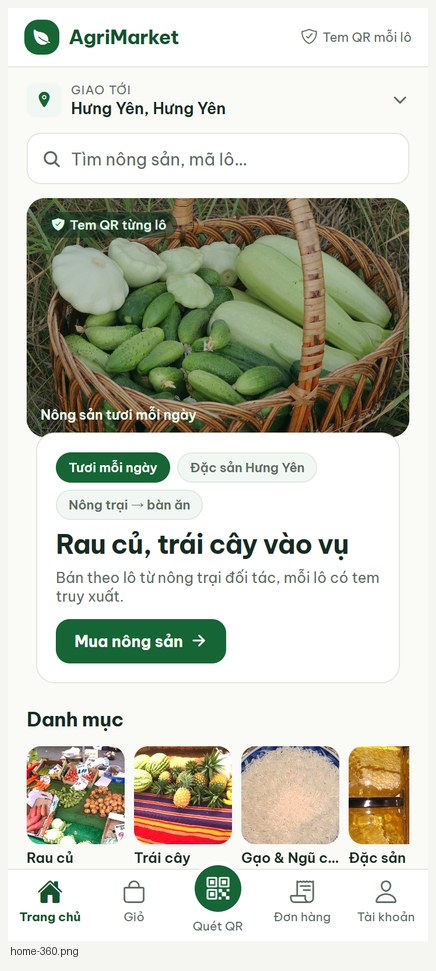 AgriMarket
Tem QR mỗi lô
GIAO TỚI
Hưng Yên, Hưng Yên
Tìm nông sản, mã lô...
Tem QR từng lô
Nông sản tươi mỗi ngày
Tươi mỗi ngày
Đặc sản Hưng Yên
Nông trại → bàn ăn
Rau củ, trái cây vào vụ
Bán theo lô từ nông trại đối tác, mỗi lô có tem
truy xuất.
Mua nông sản →
Danh mục
Rau củ
Trái cây
Gạo & Ngũ c...
Đặc sản
Trang chủ
Giỏ
Quét QR
Đơn hàng
Tài khoản
home-360.png